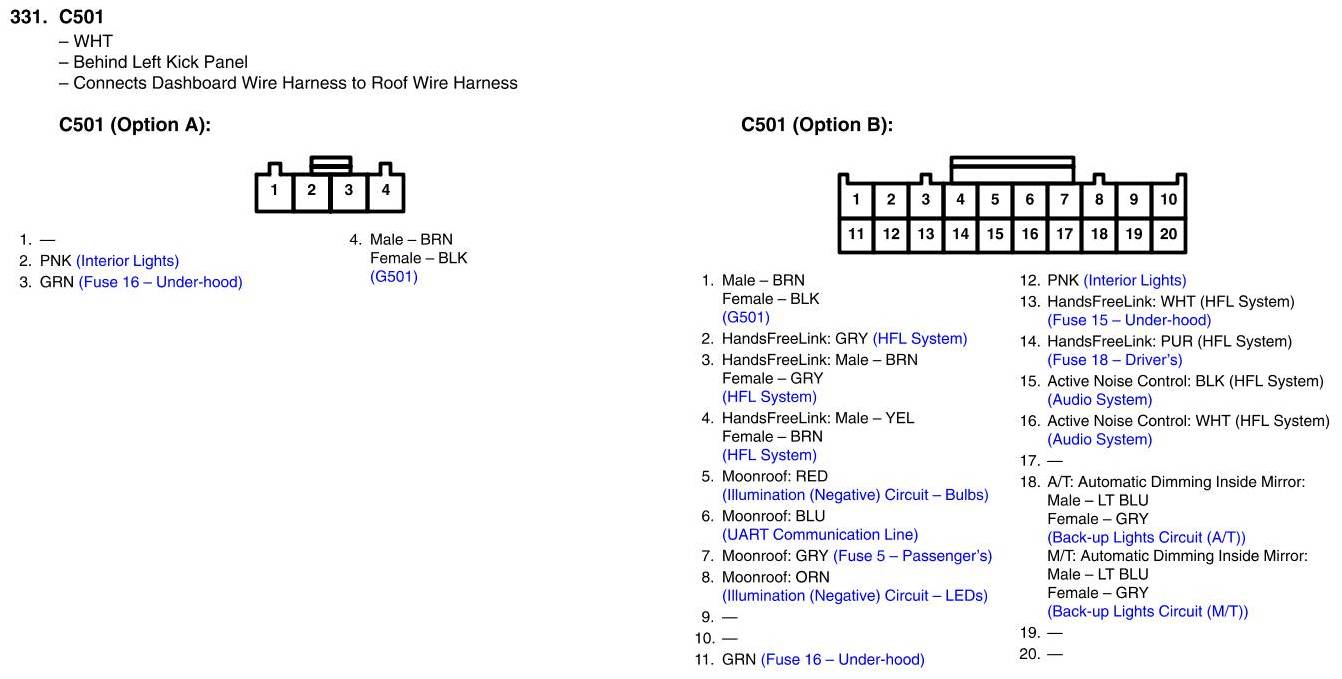 331. C501
– WHT
– Behind Left Kick Panel
– Connects Dashboard Wire Harness to Roof Wire Harness
C501 (Option A):
1 2 3 4
1. —
2. PNK (Interior Lights)
3. GRN (Fuse 16 – Under-hood)
4. Male – BRN
Female – BLK
(G501)
C501 (Option B):
1 2 3 4 5 6 7 8 9 10
11 12 13 14 15 16 17 18 19 20
1. Male – BRN
Female – BLK
(G501)
2. HandsFreeLink: GRY (HFL System)
3. HandsFreeLink: Male – BRN
Female – GRY
(HFL System)
4. HandsFreeLink: Male – YEL
Female – BRN
(HFL System)
5. Moonroof: RED
(Illumination (Negative) Circuit – Bulbs)
6. Moonroof: BLU
(UART Communication Line)
7. Moonroof: GRY (Fuse 5 – Passenger’s)
8. Moonroof: ORN
(Illumination (Negative) Circuit – LEDs)
9. —
10. —
11. GRN (Fuse 16 – Under-hood)
12. PNK (Interior Lights)
13. HandsFreeLink: WHT (HFL System)
(Fuse 15 – Under-hood)
14. HandsFreeLink: PUR (HFL System)
(Fuse 18 – Driver’s)
15. Active Noise Control: BLK (HFL System)
(Audio System)
16. Active Noise Control: WHT (HFL System)
(Audio System)
17. —
18. A/T: Automatic Dimming Inside Mirror:
Male – LT BLU
Female – GRY
(Back-up Lights Circuit (A/T))
M/T: Automatic Dimming Inside Mirror:
Male – LT BLU
Female – GRY
(Back-up Lights Circuit (M/T))
19. —
20. —